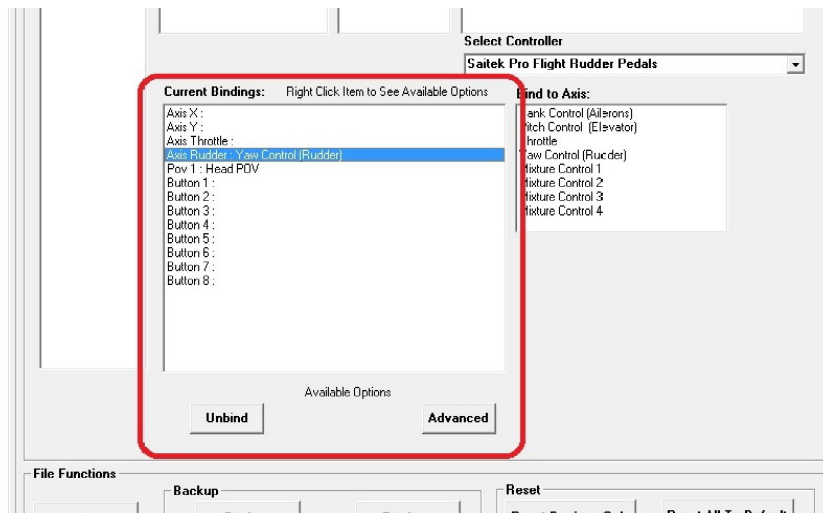 Select Controller
Saitek Pro Flight Rudder Pedals
Current Bindings: Right Click Item to See Available Options
Axis X :
Axis Y :
Axis Throttle :
Axis Rudder : Yaw Control (Rudder)
Pov 1 : Head POV
Button 1 :
Button 2 :
Button 3 :
Button 4 :
Button 5 :
Button 6 :
Button 7 :
Button 8 :
Bind to Axis:
Bank Control (Ailerons)
Pitch Control (Elevator)
Throttle
Yaw Control (Rudder)
Mixture Control 1
Mixture Control 2
Mixture Control 3
Mixture Control 4
Available Options
Unbind
Advanced
File Functions
Backup
Reset